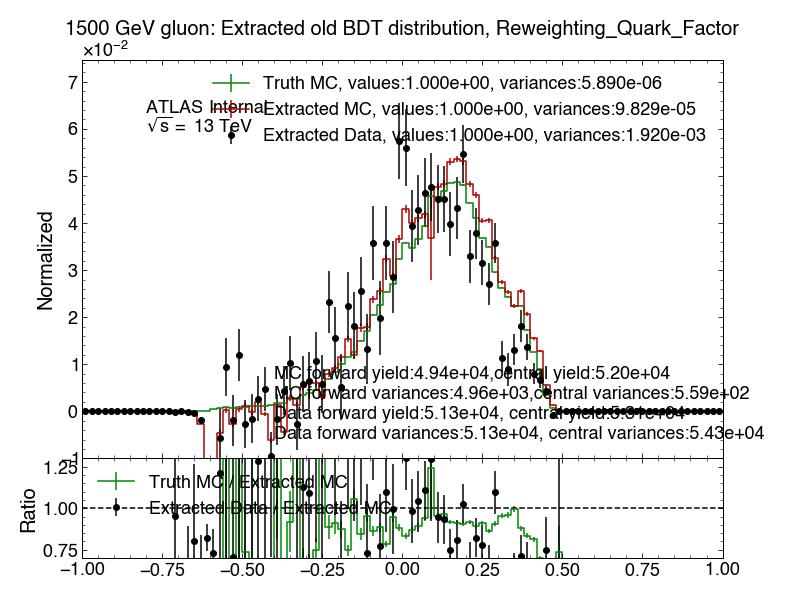 1500 GeV gluon: Extracted old BDT distribution, Reweighting_Quark_Factor
×10−2
Truth MC, values:1.000e+00, variances:5.890e-06
ATLAS Internal
Extracted MC, values:1.000e+00, variances:9.829e-05
√s = 13 TeV
Extracted Data, values:1.000e+00, variances:1.920e-03
7
6
5
4
3
2
1
0
−1
Normalized
MC forward yield:4.94e+04,central yield:5.20e+04
MC forward variances:4.96e+03,central variances:5.59e+02
Data forward yield:5.13e+04, central yield:5.37e+04
Data forward variances:5.13e+04, central variances:5.43e+04
1.25
1.00
0.75
Ratio
Truth MC / Extracted MC
Extracted Data / Extracted MC
−1.00 −0.75 −0.50 −0.25 0.00 0.25 0.50 0.75 1.00